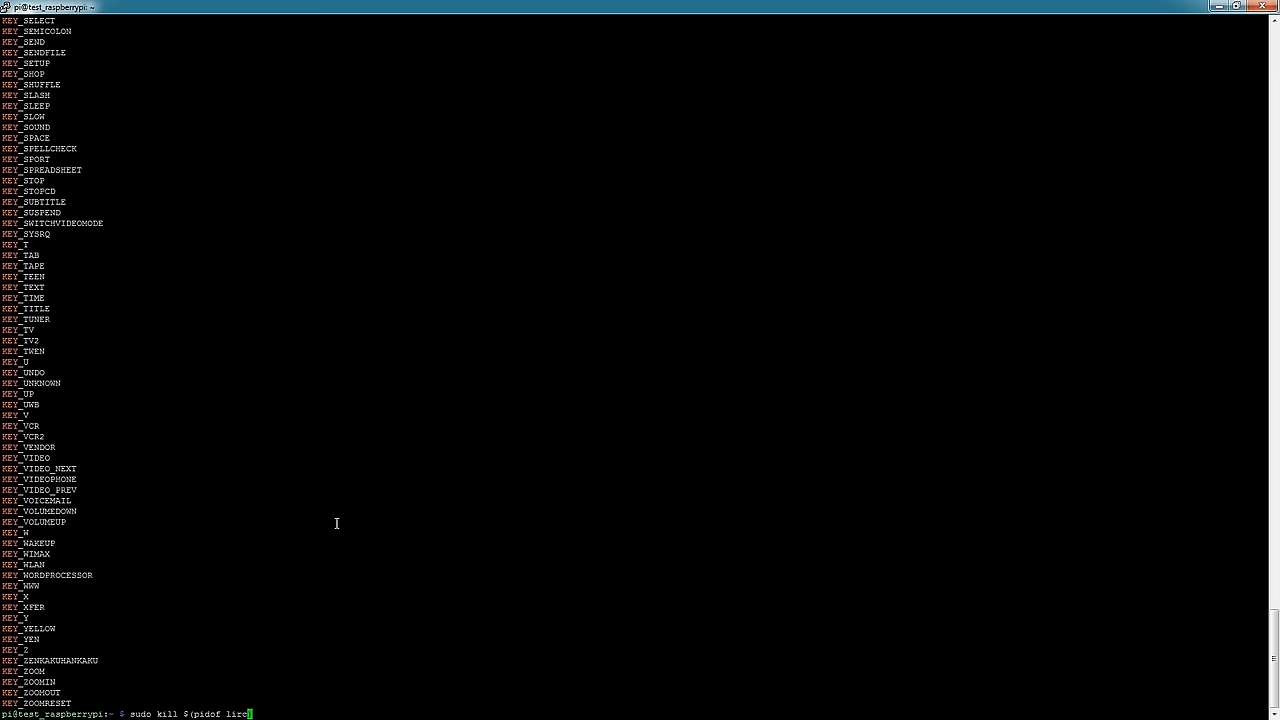 pi@test_raspberrypi: ~
KEY_SELECT
KEY_SEMICOLON
KEY_SEND
KEY_SENDFILE
KEY_SETUP
KEY_SHOP
KEY_SHUFFLE
KEY_SLASH
KEY_SLEEP
KEY_SLOW
KEY_SOUND
KEY_SPACE
KEY_SPELLCHECK
KEY_SPORT
KEY_SPREADSHEET
KEY_STOP
KEY_STOPCD
KEY_SUBTITLE
KEY_SUSPEND
KEY_SWITCHVIDEOMODE
KEY_SYSRQ
KEY_T
KEY_TAB
KEY_TAPE
KEY_TEEN
KEY_TEXT
KEY_TIME
KEY_TITLE
KEY_TUNER
KEY_TV
KEY_TV2
KEY_TWEN
KEY_U
KEY_UNDO
KEY_UNKNOWN
KEY_UP
KEY_UWB
KEY_V
KEY_VCR
KEY_VCR2
KEY_VENDOR
KEY_VIDEO
KEY_VIDEO_NEXT
KEY_VIDEOPHONE
KEY_VIDEO_PREV
KEY_VOICEMAIL
KEY_VOLUMEDOWN
KEY_VOLUMEUP
KEY_W
KEY_WAKEUP
KEY_WIMAX
KEY_WLAN
KEY_WORDPROCESSOR
KEY_WWW
KEY_X
KEY_XFER
KEY_Y
KEY_YELLOW
KEY_YEN
KEY_Z
KEY_ZENKAKUHANKAKU
KEY_ZOOM
KEY_ZOOMIN
KEY_ZOOMOUT
KEY_ZOOMRESET
pi@test_raspberrypi:~ $ sudo kill $(pidof lirc